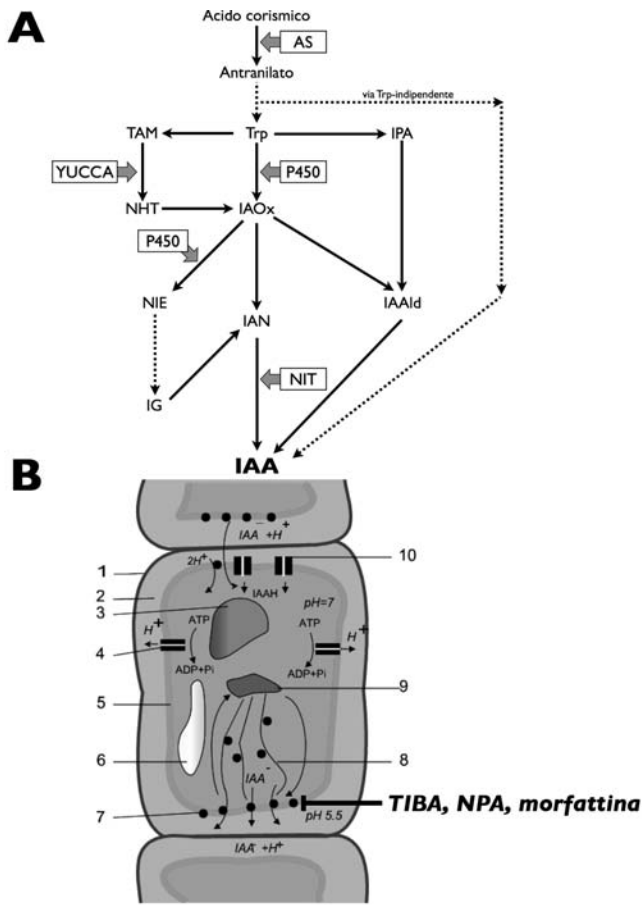 A
Acido corismico
AS
Antranilato
via Trp-indipendente
TAM
Trp
IPA
YUCCA
P450
NHT
IAOx
P450
NIE
IAN
IAAld
IG
NIT
IAA
B
IAA⁻ +H⁺
2H⁺
10
1
2
IAAH
pH=7
3
ATP
ATP
H⁺
H⁺
4
ADP+Pi
ADP+Pi
9
5
6
8
IAA⁻
7
pH 5.5
TIBA, NPA, morfattina
IAA⁻ +H⁺